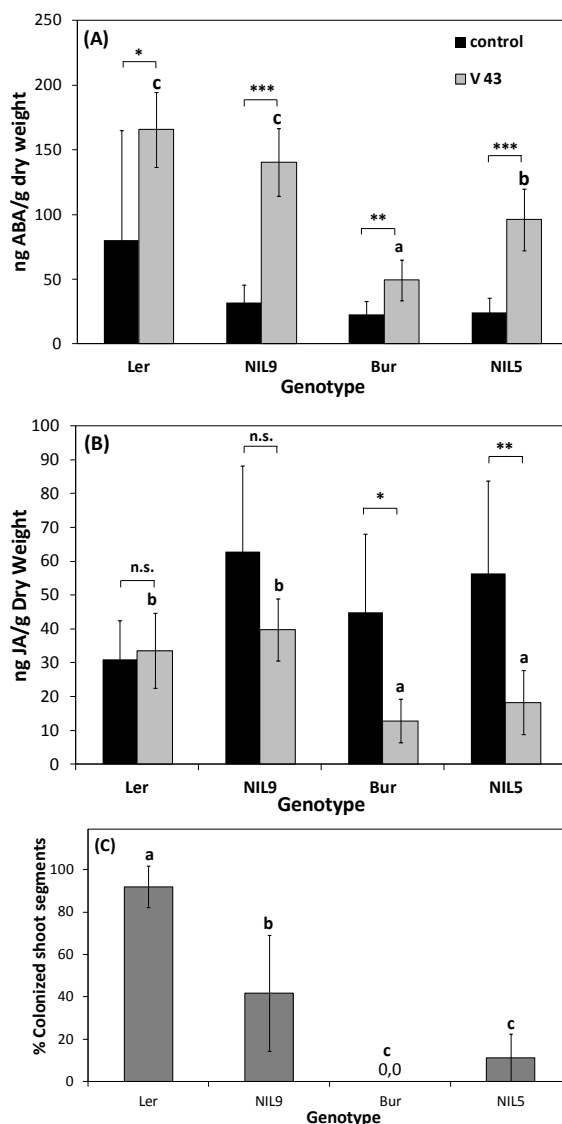 (A)
control
V 43
ng ABA/g dry weight
300
250
200
150
100
50
0
*
c
***
c
**
a
***
b
Ler
NIL9
Bur
NIL5
Genotype
(B)
ng JA/g Dry Weight
100
90
80
70
60
50
40
30
20
10
0
n.s.
b
n.s.
b
*
a
**
a
Ler
NIL9
Bur
NIL5
Genotype
(C)
% Colonized shoot segments
100
80
60
40
20
0
a
b
c
0,0
c
Ler
NIL9
Bur
NIL5
Genotype